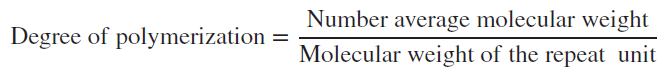 Number average molecular weight
Degree of polymerization =
Molecular weight of the repeat unit